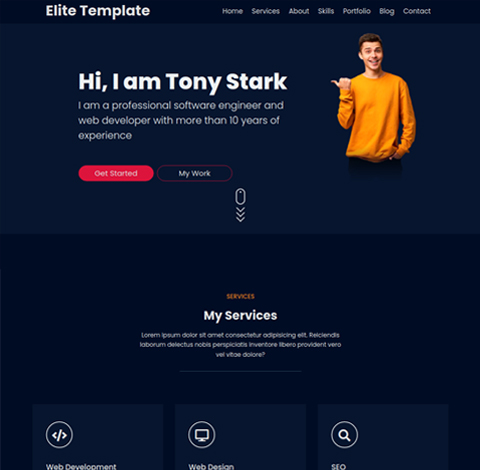 Elite Template
Home Services About Skills Portfolio Blog Contact
Hi, I am Tony Stark
I am a professional software engineer and
web developer with more than 10 years of
experience
Get Started
My Work
SERVICES
My Services
Lorem ipsum dolor sit amet consectetur adipisicing elit. Reiciendis
laborum delectus nobis perspiciatis inventore libero provident vero
vel vitae dolore?
Web Development
Web Design
SEO